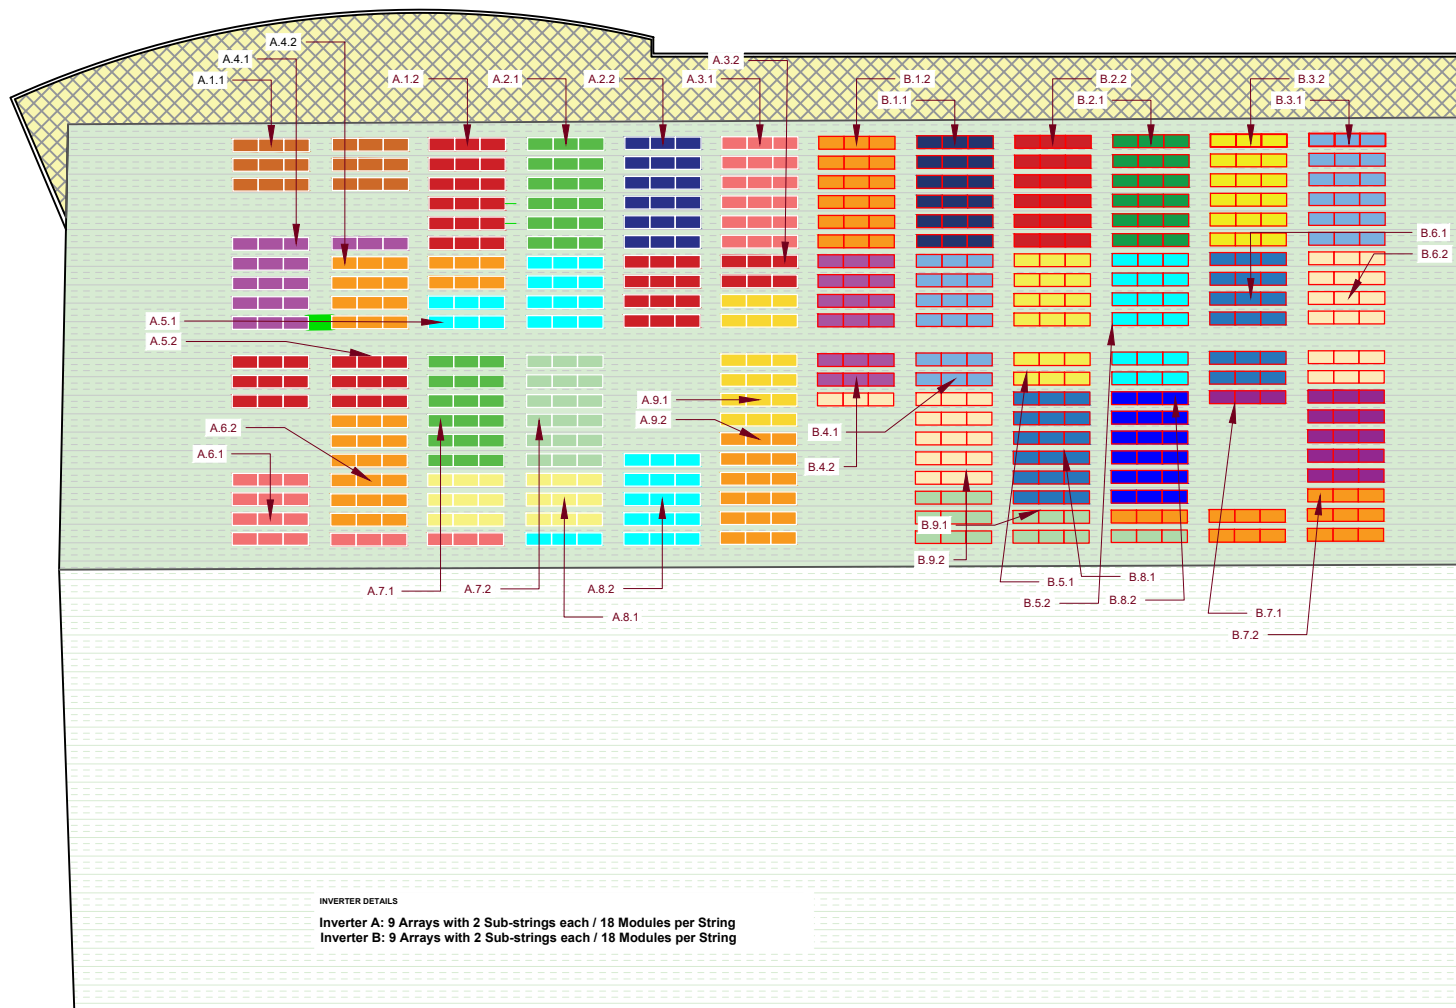 A.4.2
A.4.1
A.1.1
A.1.2
A.2.1
A.2.2
A.3.1
A.3.2
B.1.2
B.1.1
B.2.2
B.2.1
B.3.2
B.3.1
B.6.1
B.6.2
A.5.1
A.5.2
A.6.2
A.6.1
A.9.1
A.9.2
B.4.1
B.4.2
B.9.1
B.9.2
A.7.1
A.7.2
A.8.2
A.8.1
B.5.1
B.8.1
B.5.2
B.8.2
B.7.1
B.7.2
INVERTER DETAILS
Inverter A: 9 Arrays with 2 Sub-strings each / 18 Modules per String
Inverter B: 9 Arrays with 2 Sub-strings each / 18 Modules per String